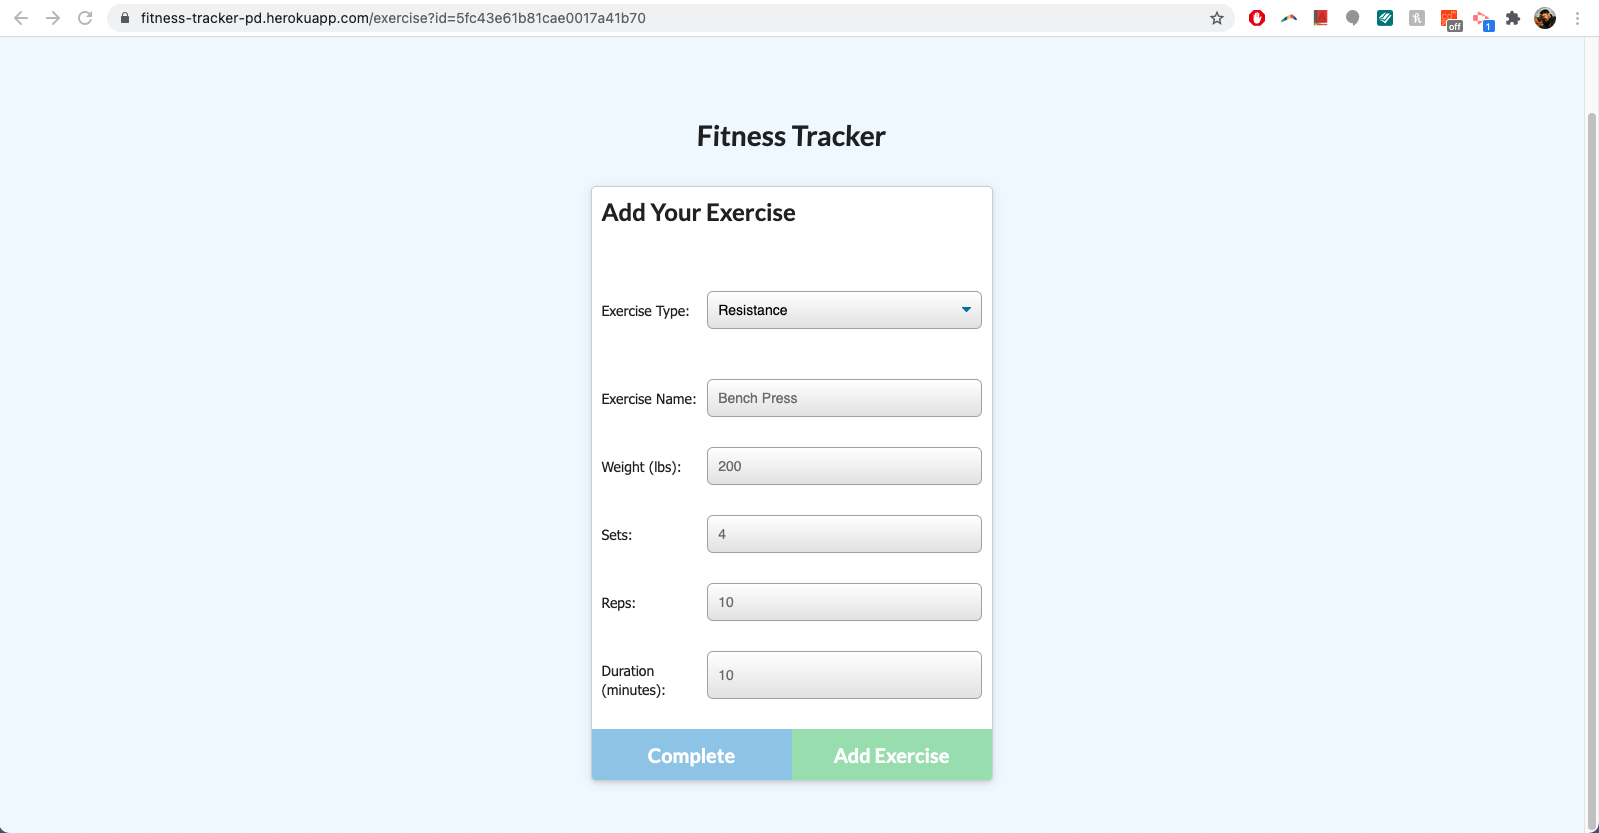 fitness-tracker-pd.herokuapp.com/exercise?id=5fc43e61b81cae0017a41b70
off
1
Fitness Tracker
Add Your Exercise
Exercise Type: Resistance
Exercise Name: Bench Press
Weight (lbs): 200
Sets: 4
Reps: 10
Duration
(minutes): 10
Complete Add Exercise